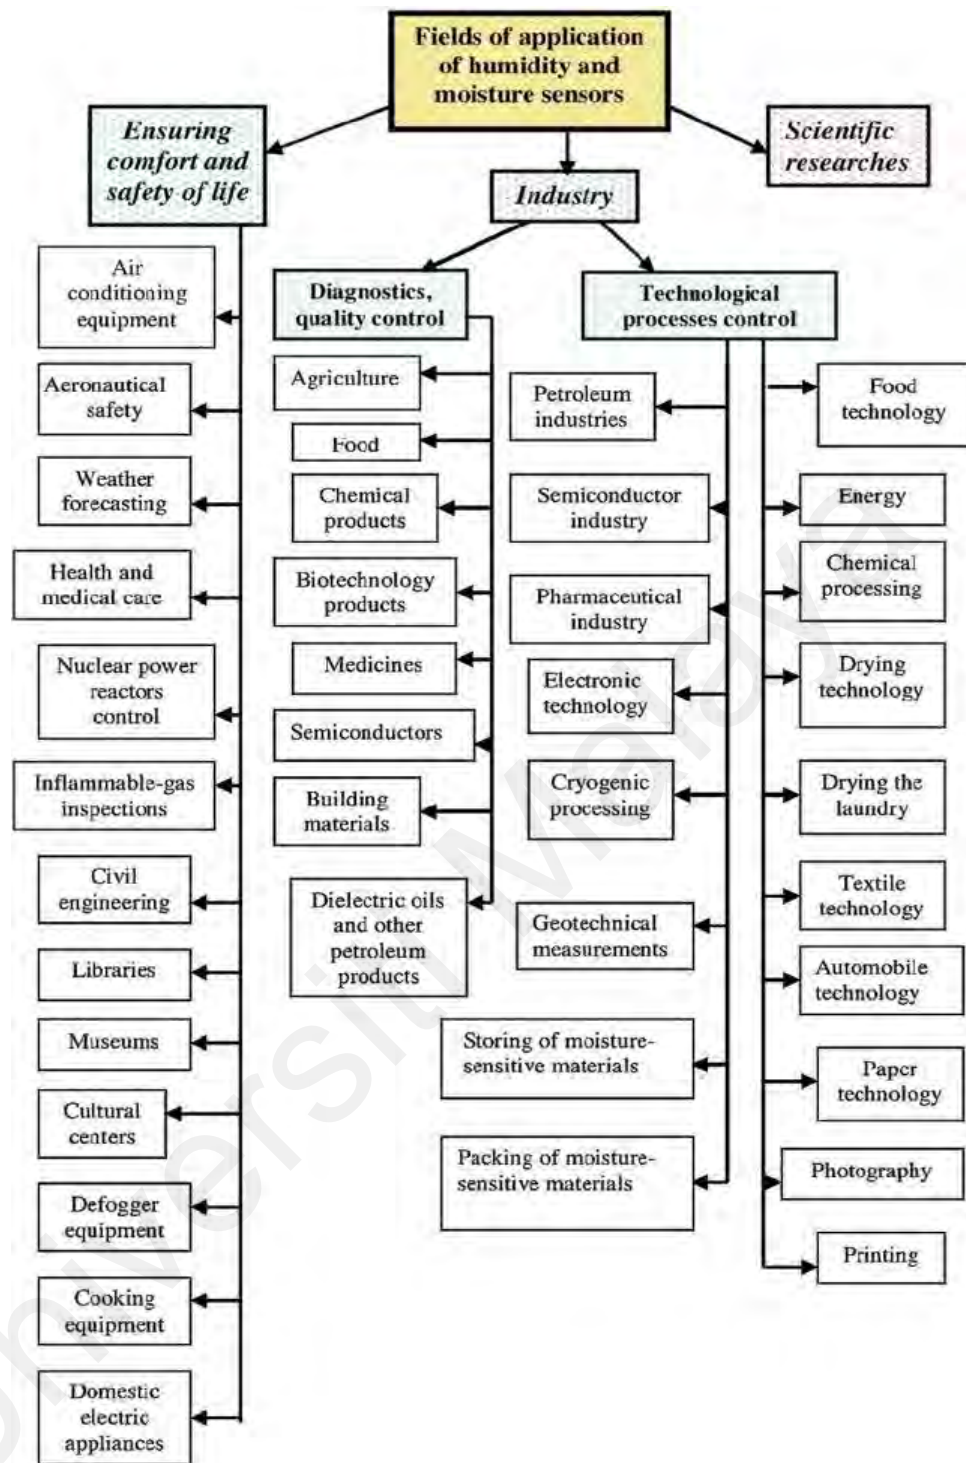 Fields of application
of humidity and
moisture sensors
Ensuring
comfort and
safety of life
Industry
Scientific
researches
Air
conditioning
equipment
Aeronautical
safety
Weather
forecasting
Health and
medical care
Nuclear power
reactors
control
Inflammable-gas
inspections
Civil
engineering
Libraries
Museums
Cultural
centers
Defogger
equipment
Cooking
equipment
Domestic
electric
appliances
Diagnostics,
quality control
Agriculture
Food
Chemical
products
Biotechnology
products
Medicines
Semiconductors
Building
materials
Dielectric oils
and other
petroleum
products
Technological
processes control
Petroleum
industries
Semiconductor
industry
Pharmaceutical
industry
Electronic
technology
Cryogenic
processing
Geotechnical
measurements
Storing of moisture-
sensitive materials
Packing of moisture-
sensitive materials
Food
technology
Energy
Chemical
processing
Drying
technology
Drying the
laundry
Textile
technology
Automobile
technology
Paper
technology
Photography
Printing
Universiti Malaya